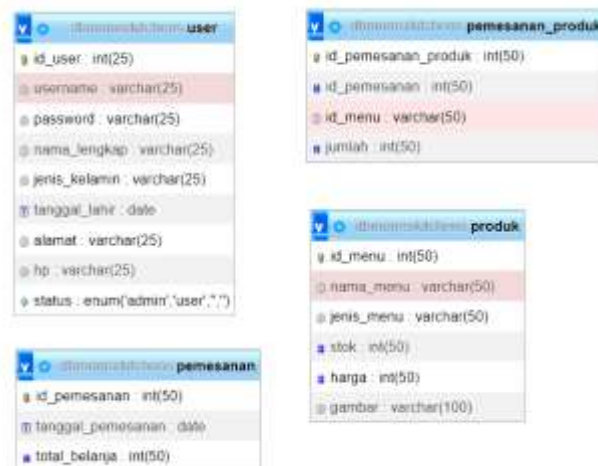 user
id_user : int(25)
username : varchar(25)
password : varchar(25)
nama_lengkap : varchar(25)
jenis_kelamin : varchar(25)
tanggal_lahir : date
alamat : varchar(25)
hp : varchar(25)
status : enum('admin','user','','')
pemesanan
id_pemesanan : int(50)
tanggal_pemesanan : date
total_belanja : int(50)
pemesanan_produk
id_pemesanan_produk : int(50)
id_pemesanan : int(50)
id_menu : varchar(50)
jumlah : int(50)
produk
id_menu : int(50)
nama_menu : varchar(50)
jenis_menu : varchar(50)
stok : int(50)
harga : int(50)
gambar : varchar(100)